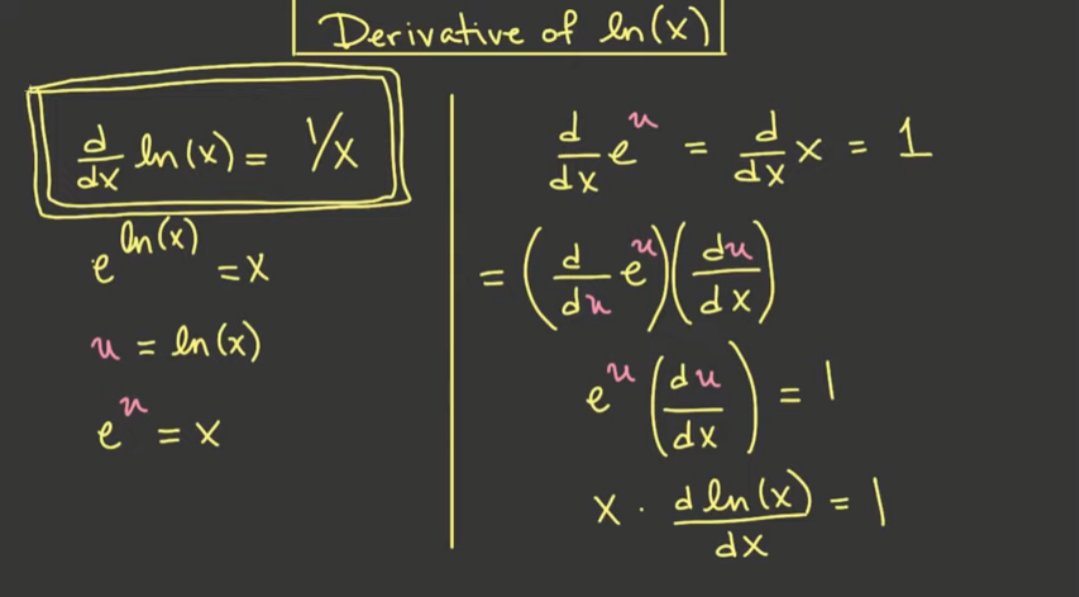 Derivative of ln(x)
d/dx ln(x) = 1/x
e^ln(x) = x
u = ln(x)
e^u = x
d/dx e^u = d/dx x = 1
= (d/du e^u)(du/dx)
e^u (du/dx) = 1
x · d ln(x)/dx = 1